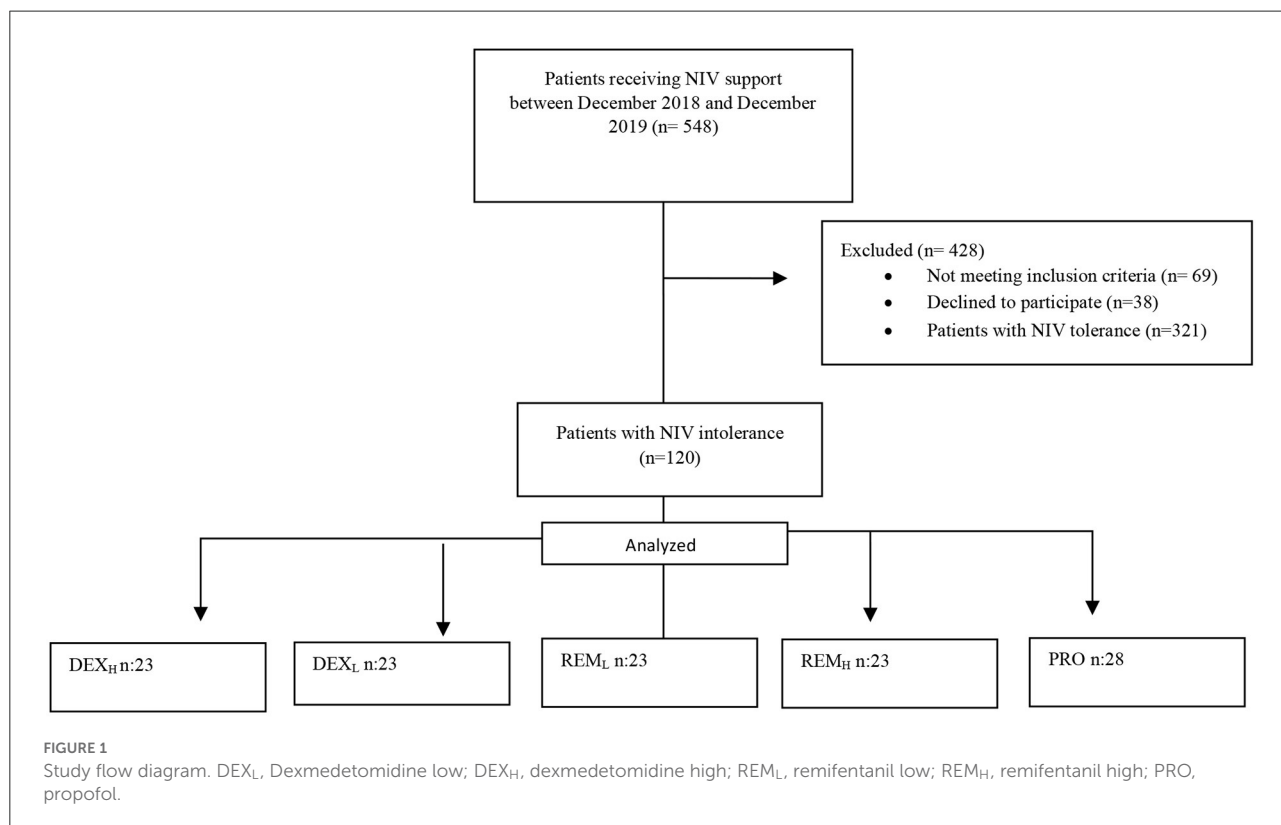 Patients receiving NIV support
between December 2018 and December
2019 (n= 548)
Excluded (n= 428)
• Not meeting inclusion criteria (n= 69)
• Declined to participate (n=38)
• Patients with NIV tolerance (n=321)
Patients with NIV intolerance
(n=120)
Analyzed
DEXH n:23
DEXL n:23
REML n:23
REMH n:23
PRO n:28
FIGURE 1
Study flow diagram. DEXL, Dexmedetomidine low; DEXH, dexmedetomidine high; REML, remifentanil low; REMH, remifentanil high; PRO,
propofol.